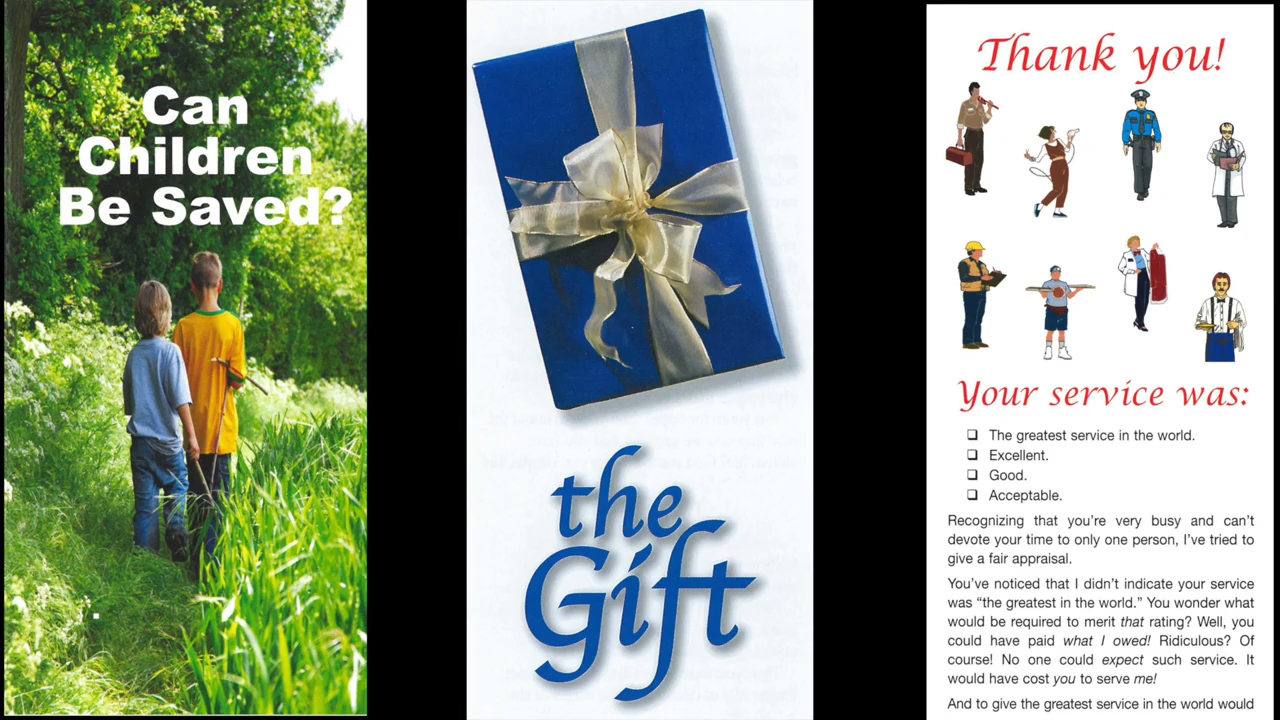 Can
Children
Be Saved?
the
Gift
Thank you!
Your service was:
❏ The greatest service in the world.
❏ Excellent.
❏ Good.
❏ Acceptable.
Recognizing that you're very busy and can't
devote your time to only one person, I've tried to
give a fair appraisal.
You've noticed that I didn't indicate your service
was “the greatest in the world.” You wonder what
would be required to merit that rating? Well, you
could have paid what I owed! Ridiculous? Of
course! No one could expect such service. It
would have cost you to serve me!
And to give the greatest service in the world would